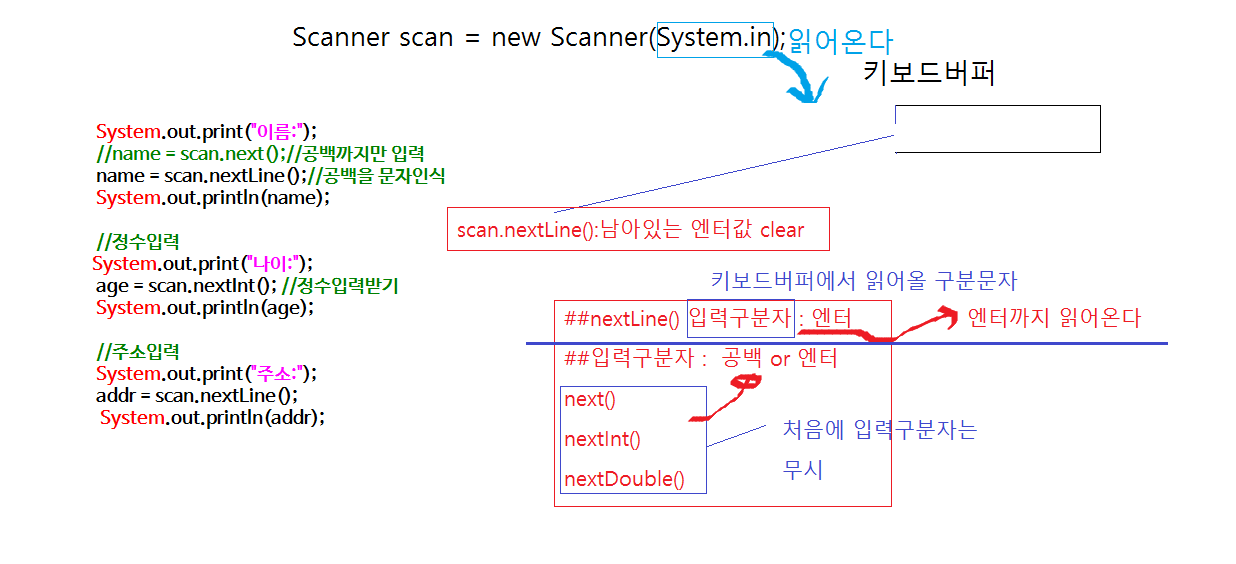 Scanner scan = new Scanner(System.in);읽어온다
키보드버퍼
System.out.print("이름:");
//name = scan.next();//공백까지만 입력
name = scan.nextLine();//공백을 문자인식
System.out.println(name);
//정수입력
System.out.print("나이:");
age = scan.nextInt(); //정수입력받기
System.out.println(age);
//주소입력
System.out.print("주소:");
addr = scan.nextLine();
System.out.println(addr);
scan.nextLine():남아있는 엔터값 clear
키보드버퍼에서 읽어올 구분문자
##nextLine() 입력구분자 : 엔터
엔터까지 읽어온다
##입력구분자 : 공백 or 엔터
next()
nextInt()
nextDouble()
처음에 입력구분자는
무시